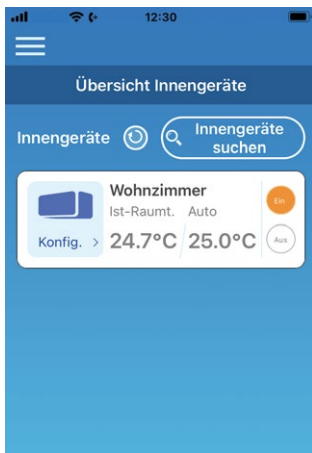 12:30
Übersicht Innengeräte
Innengeräte
Innengeräte
suchen
Wohnzimmer
Ist-Raumt. Auto
Konfig. >
24.7°C 25.0°C
Ein
Aus